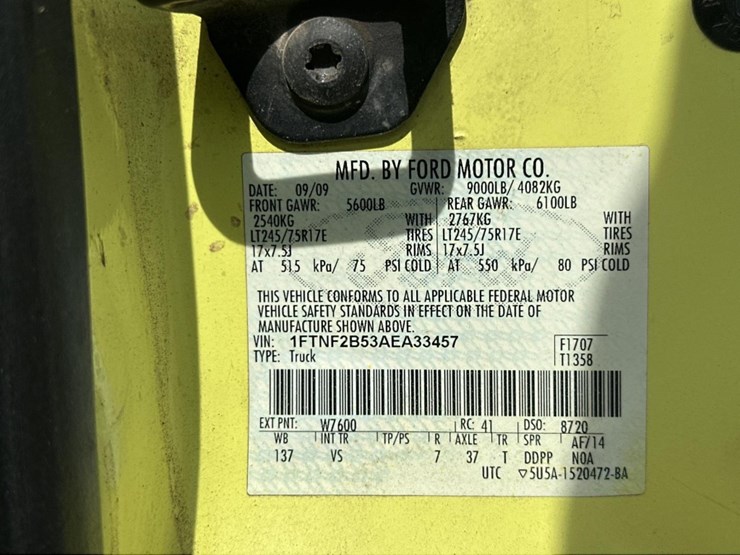 MFD. BY FORD MOTOR CO.
DATE: 09/09 GVWR: 9000LB/ 4082KG
FRONT GAWR: 5600LB REAR GAWR: 6100LB
2540KG WITH 2767KG WITH
LT245/75R17E TIRES LT245/75R17E TIRES
17x7.5J RIMS 17x7.5J RIMS
AT 515 kPa/ 75 PSI COLD AT 550 kPa/ 80 PSI COLD
THIS VEHICLE CONFORMS TO ALL APPLICABLE FEDERAL MOTOR
VEHICLE SAFETY STANDARDS IN EFFECT ON THE DATE OF
MANUFACTURE SHOWN ABOVE.
VIN: 1FTNF2B53AEA33457 F1707
TYPE: Truck T1358
EXT PNT: W7600 RC: 41 DSO: 8720
WB INT TR TP/PS R AXLE TR SPR AF/14
137 VS 7 37 T DDPP N0A
UTC ▽5U5A-1520472-BA